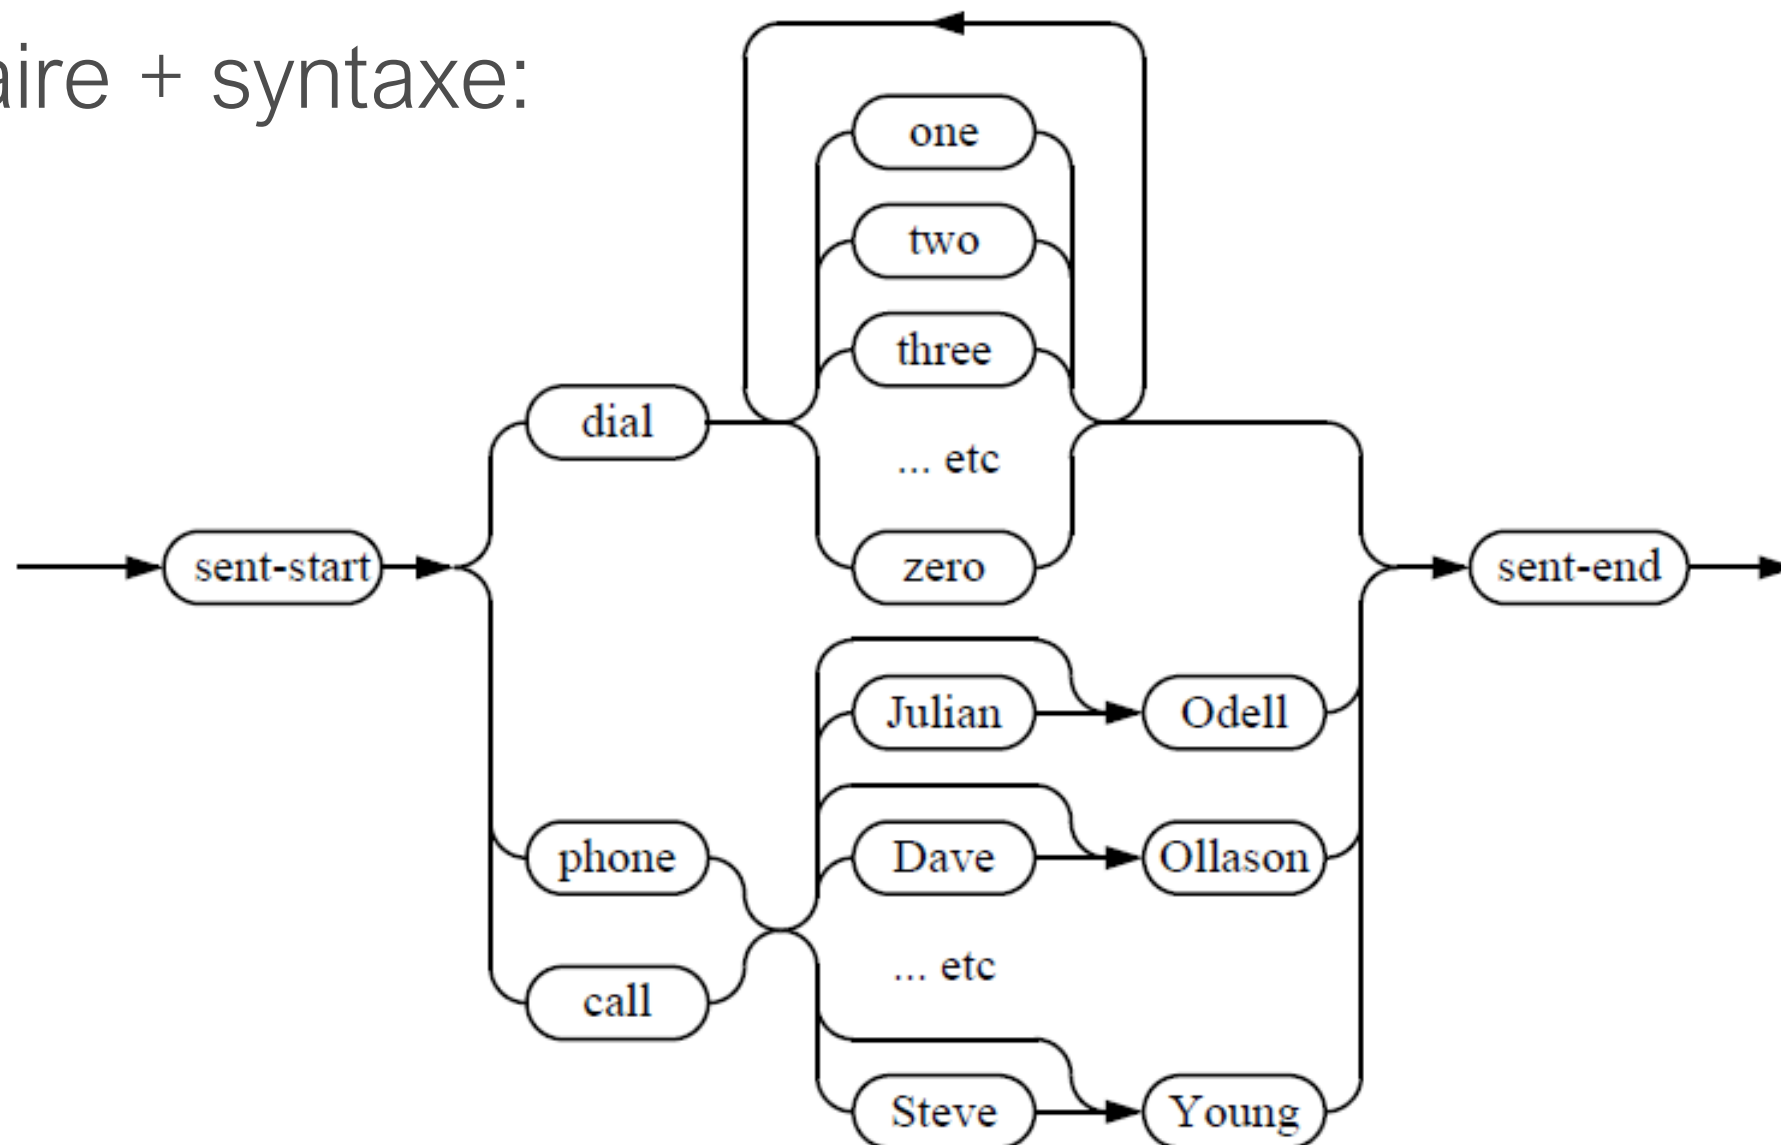 aire + syntaxe:
one
two
three
dial
... etc
sent-start
zero
sent-end
Julian
Odell
phone
Dave
Ollason
... etc
call
Steve
Young